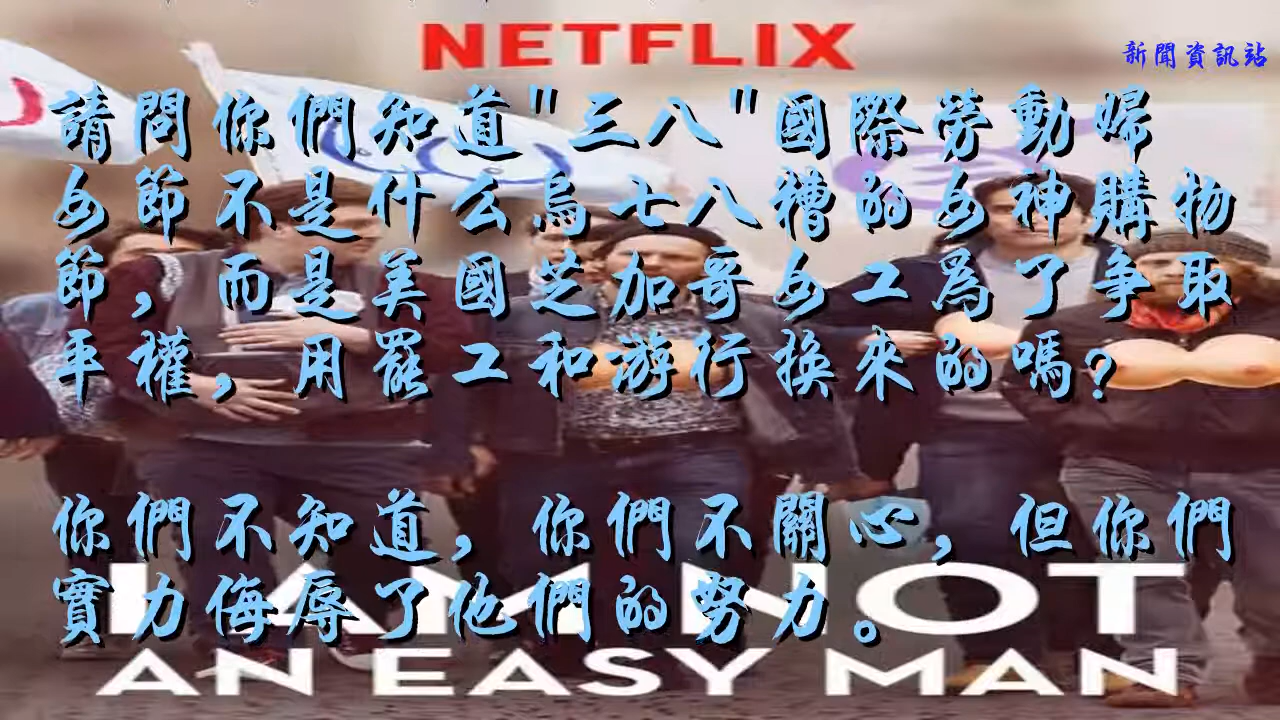 NETFLIX
新聞資訊站
請問你們知道"三八"國際勞動婦
女節不是什么烏七八糟的女神購物
節，而是美國芝加哥女工爲了爭取
平權，用罷工和游行換來的嗎？
你們不知道，你們不關心，但你們
實力侮辱了他們的努力。
I AM NOT
AN EASY MAN